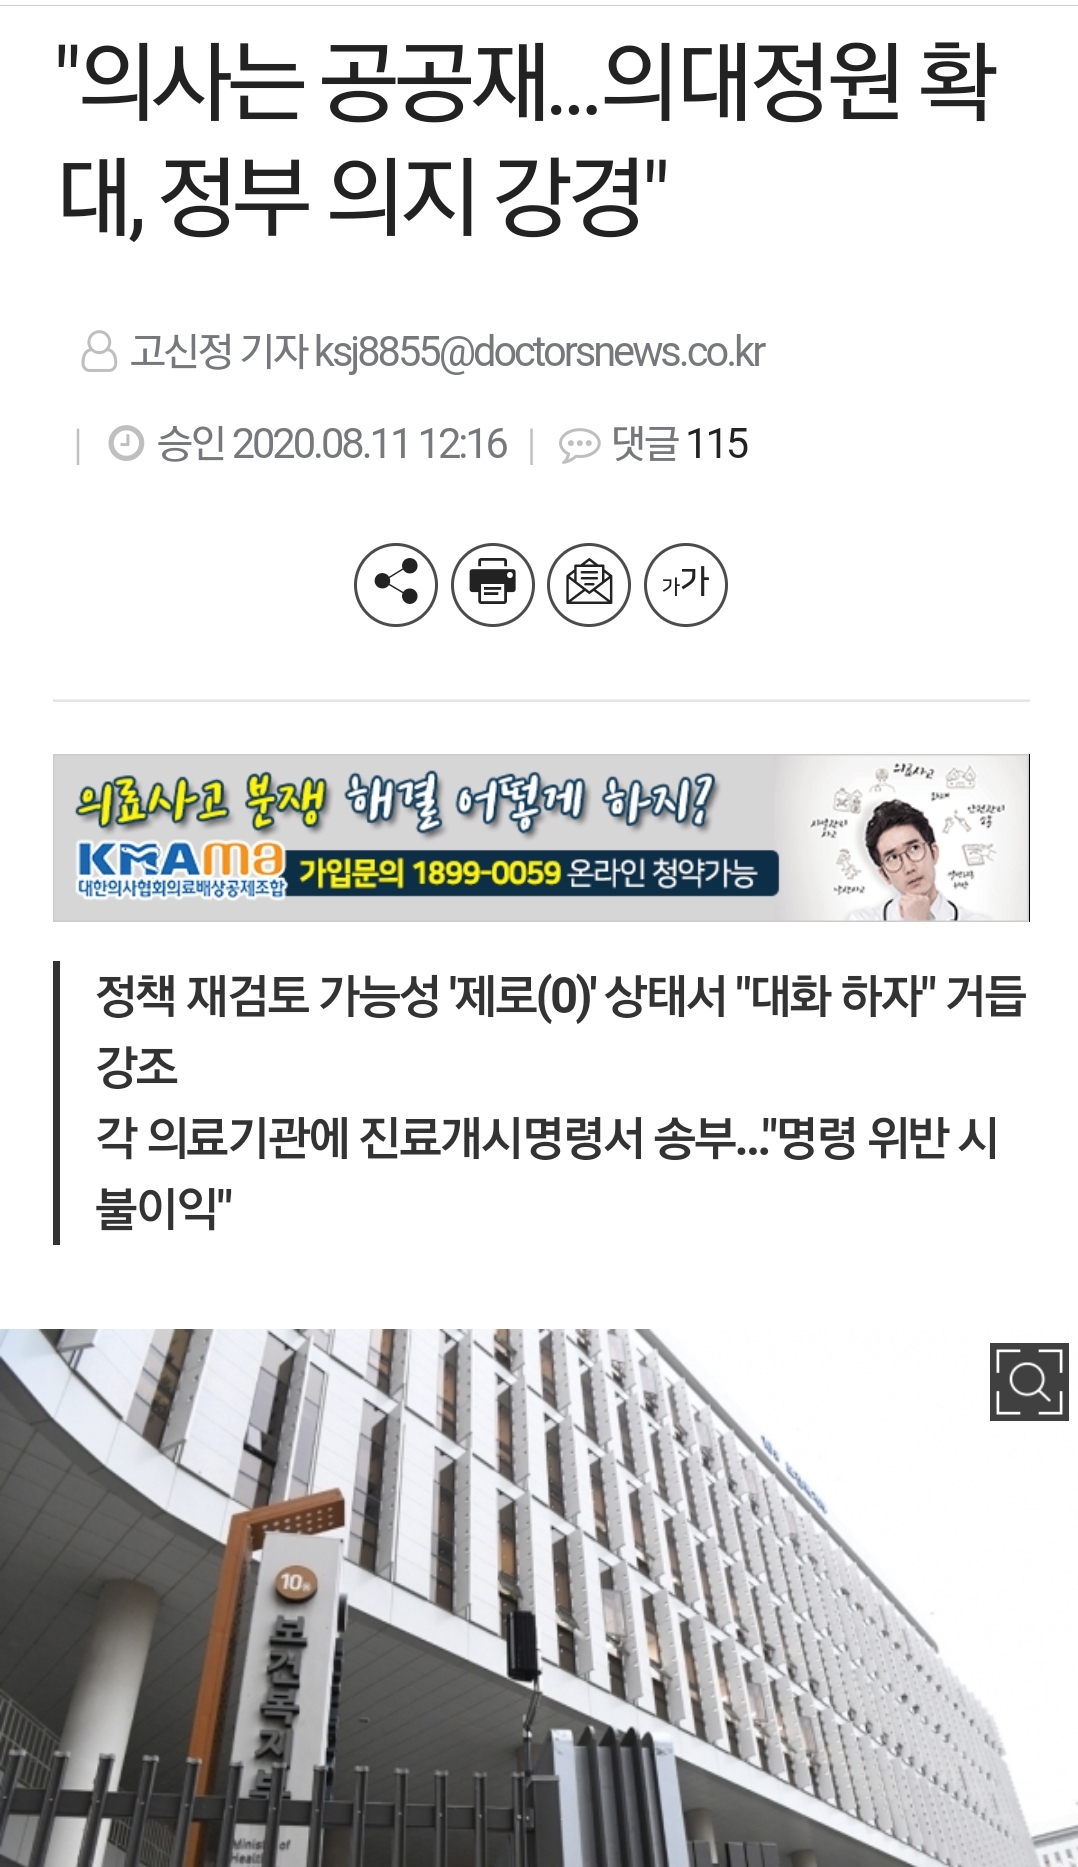 "의사는 공공재...의대정원 확
대, 정부 의지 강경"
고신정 기자 ksj8855@doctorsnews.co.kr
승인 2020.08.11 12:16
댓글 115
가가
의료사고 분쟁 해결 어떻게 하지?
KMAma
대한의사협회의료배상공제조합
가입문의 1899-0059 온라인 청약가능
의료사고
정책 재검토 가능성 '제로(0)' 상태서 "대화 하자" 거듭
강조
각 의료기관에 진료개시명령서 송부..."명령 위반 시
불이익"
10동
보건복지부
Ministry of
Health